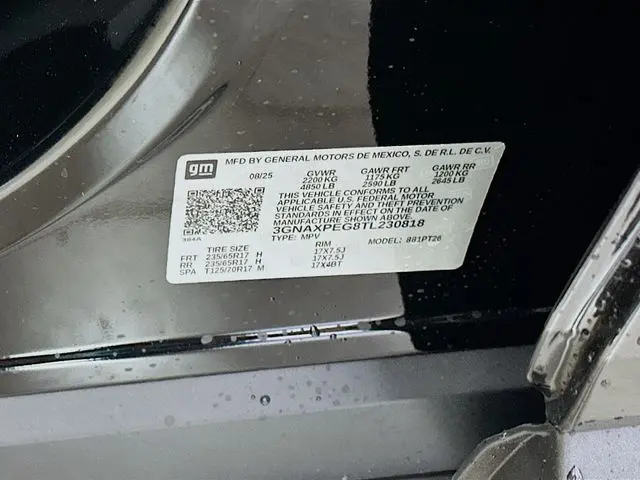 gm MFD BY GENERAL MOTORS DE MEXICO, S. DE R.L. DE C.V.
08/25 GVWR GAWR FRT GAWR RR
2200 KG 1175 KG 1200 KG
4850 LB 2590 LB 2645 LB
THIS VEHICLE CONFORMS TO ALL
APPLICABLE U.S. FEDERAL MOTOR
VEHICLE SAFETY AND THEFT PREVENTION
STANDARDS IN EFFECT ON THE DATE OF
MANUFACTURE SHOWN ABOVE.
3GNAXPEG8TL230818
384A TYPE: MPV MODEL: 881PT26
TIRE SIZE RIM
FRT 235/65R17 H 17X7.5J
RR 235/65R17 H 17X7.5J
SPA T125/70R17 M 17X4BT